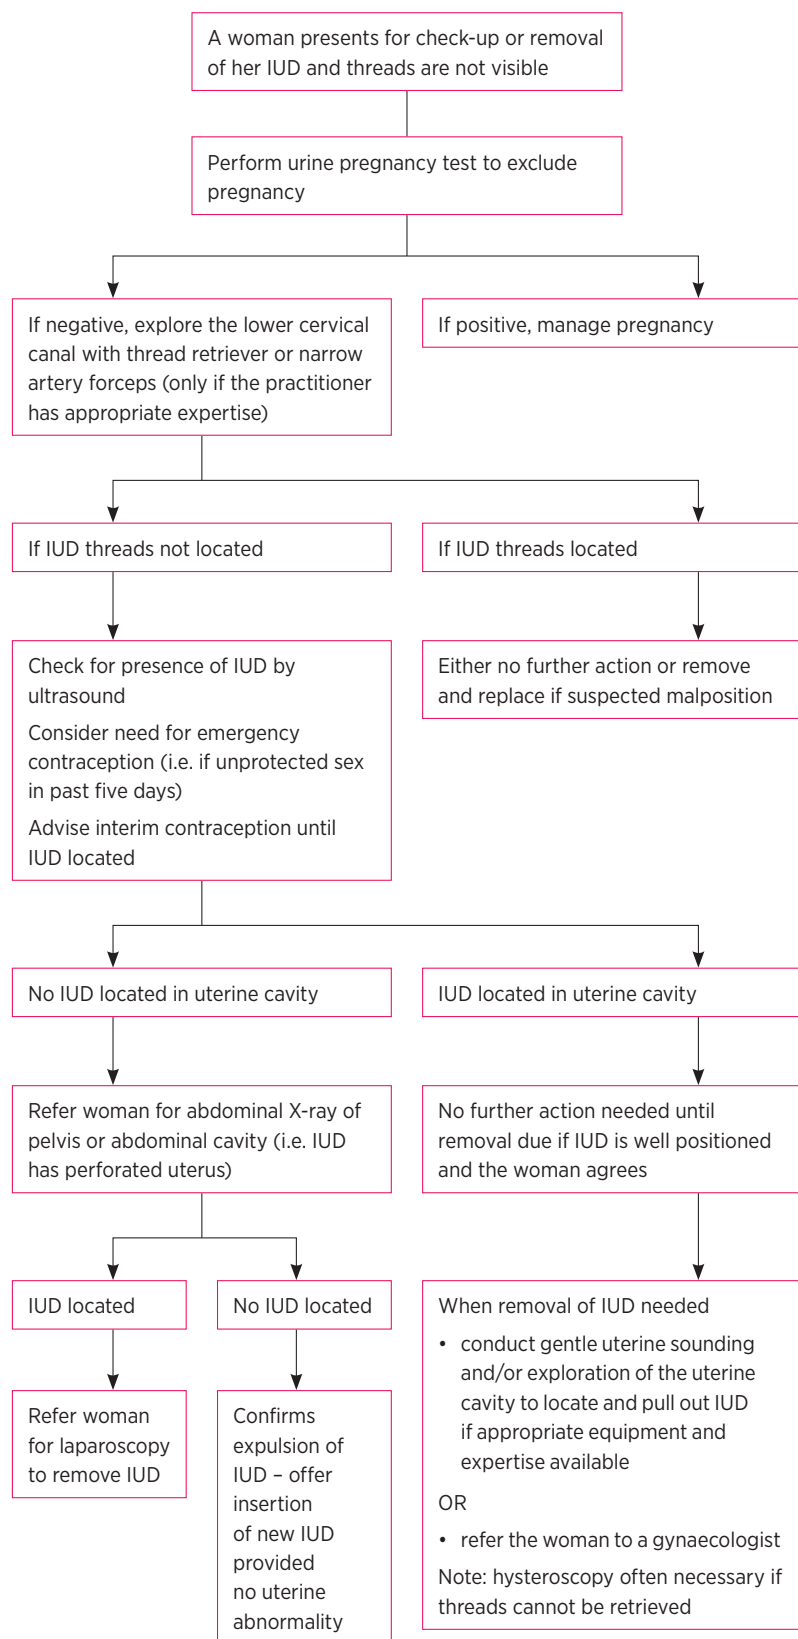 A woman presents for check-up or removal
of her IUD and threads are not visible
Perform urine pregnancy test to exclude
pregnancy
If negative, explore the lower cervical
canal with thread retriever or narrow
artery forceps (only if the practitioner
has appropriate expertise)
If positive, manage pregnancy
If IUD threads not located
If IUD threads located
Check for presence of IUD by
ultrasound
Consider need for emergency
contraception (i.e. if unprotected sex
in past five days)
Advise interim contraception until
IUD located
Either no further action or remove
and replace if suspected malposition
No IUD located in uterine cavity
IUD located in uterine cavity
Refer woman for abdominal X-ray of
pelvis or abdominal cavity (i.e. IUD
has perforated uterus)
No further action needed until
removal due if IUD is well positioned
and the woman agrees
IUD located
No IUD located
When removal of IUD needed
• conduct gentle uterine sounding
and/or exploration of the uterine
cavity to locate and pull out IUD
if appropriate equipment and
expertise available
OR
• refer the woman to a gynaecologist
Note: hysteroscopy often necessary if
threads cannot be retrieved
Refer woman
for laparoscopy
to remove IUD
Confirms
expulsion of
IUD – offer
insertion
of new IUD
provided
no uterine
abnormality